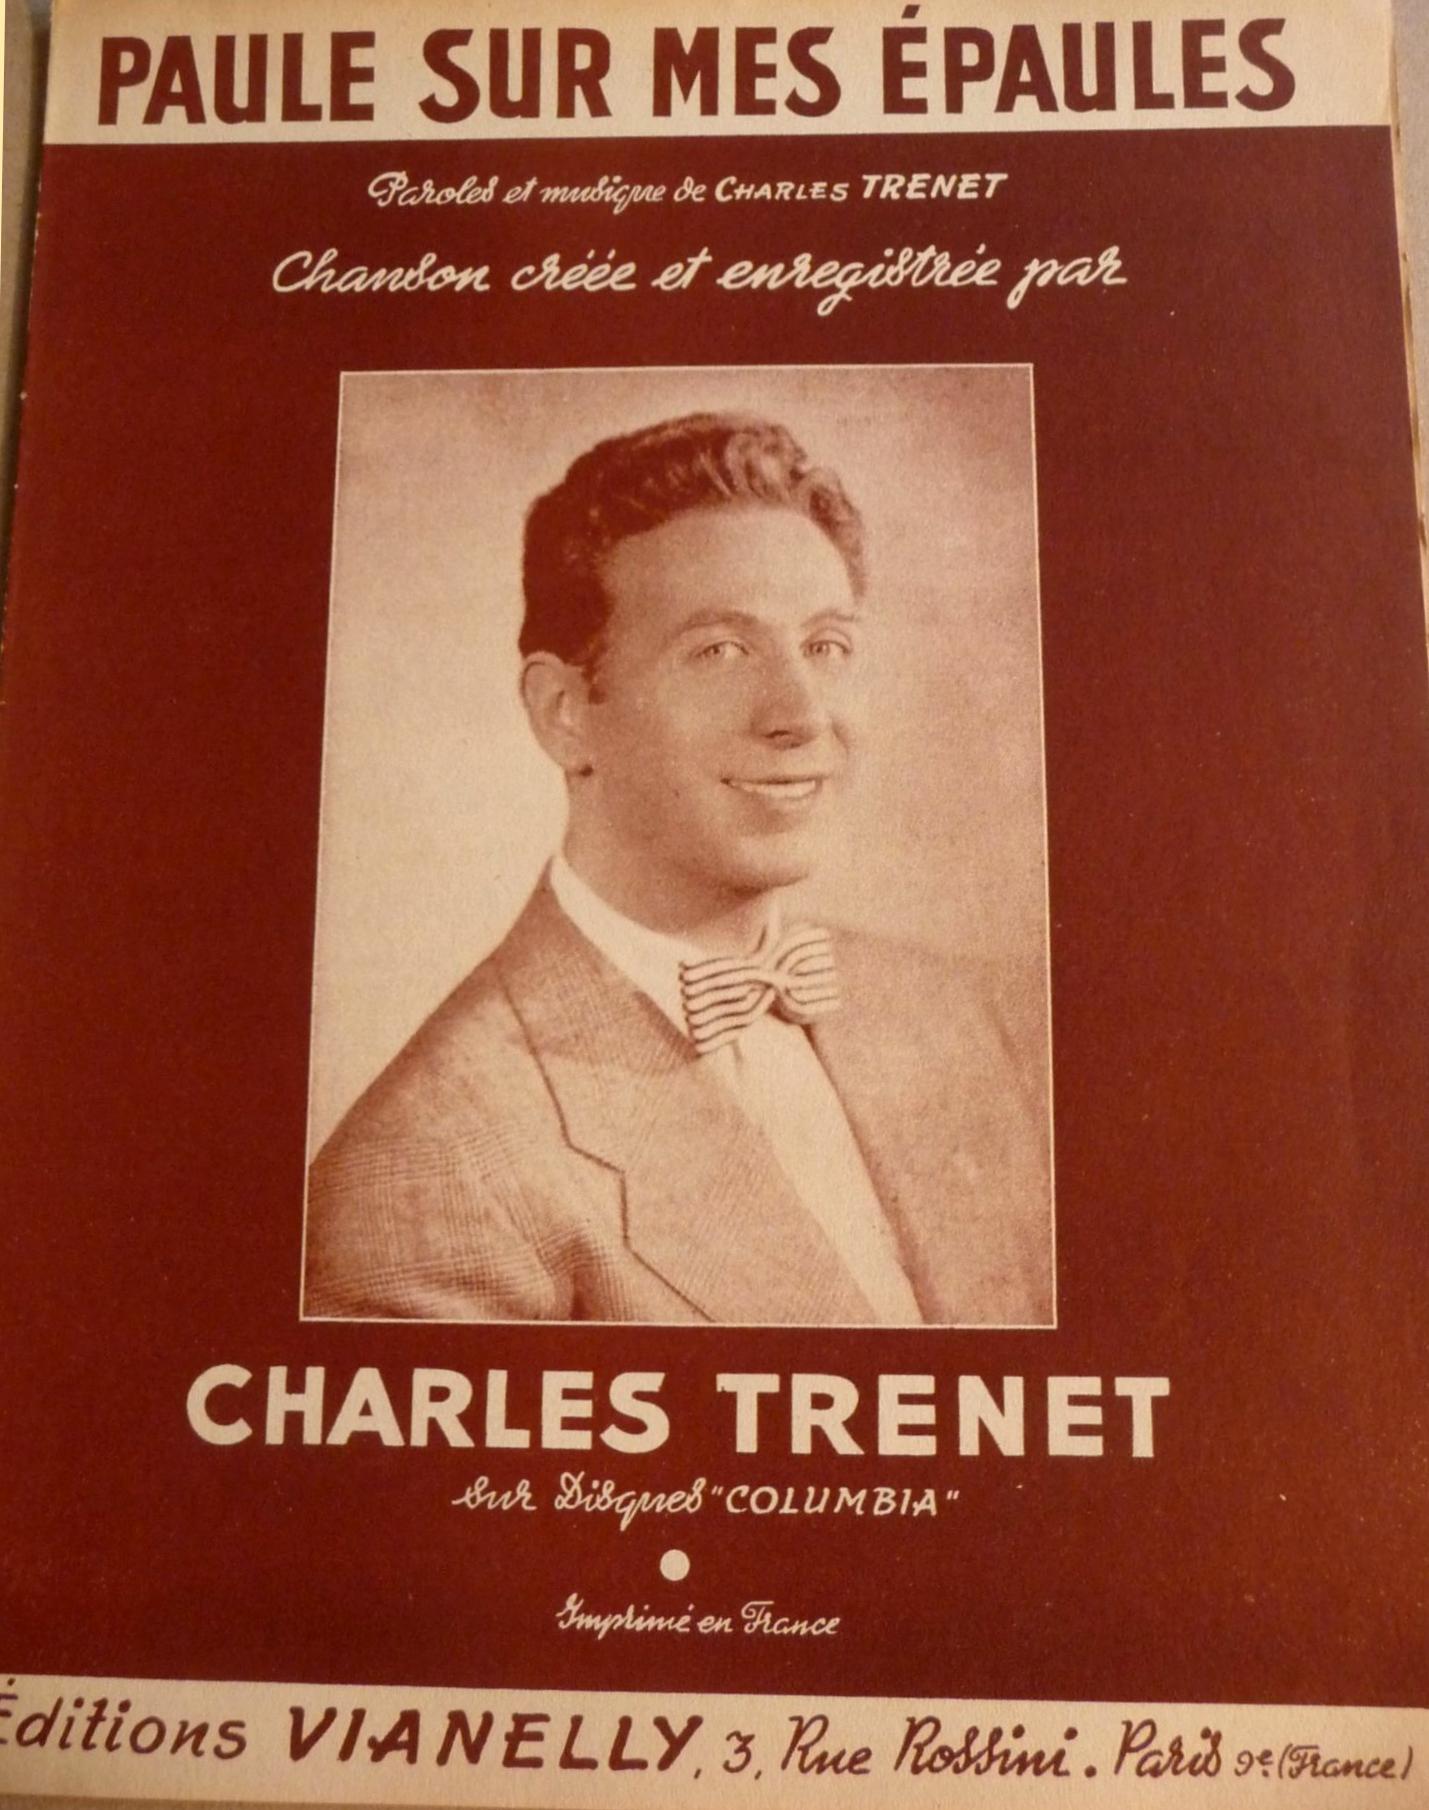 PAULE SUR MES ÉPAULES
Paroles et musique de CHARLES TRENET
Chanson créée et enregistrée par
CHARLES TRENET
sur Disques "COLUMBIA"
Imprimé en France
Éditions VIANELLY, 3, Rue Rossini. Paris 9e (France)